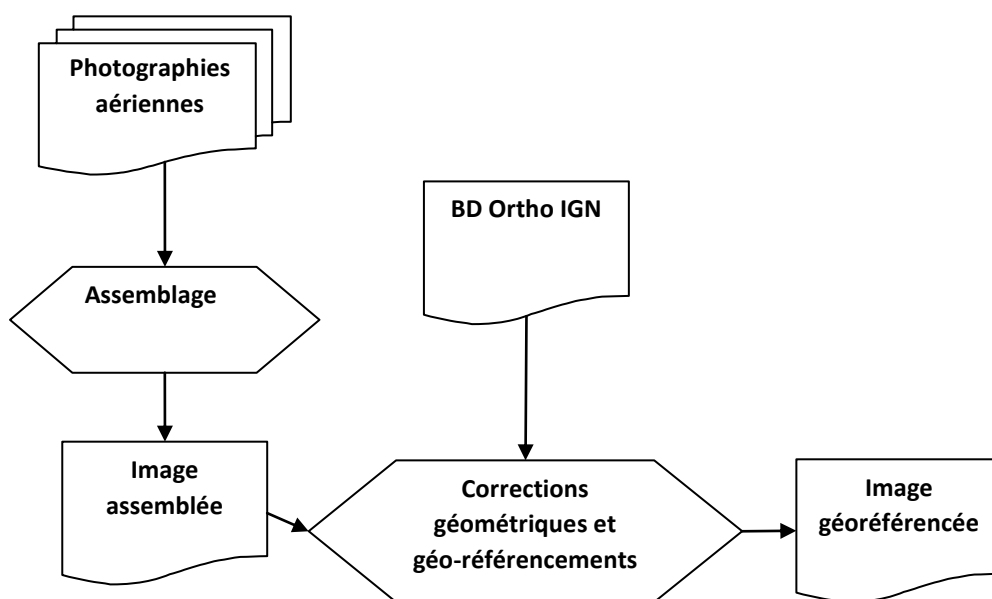 Photographies
aériennes
BD Ortho IGN
Assemblage
Image
assemblée
Corrections
géométriques et
géo-référencements
Image
géoréférencée